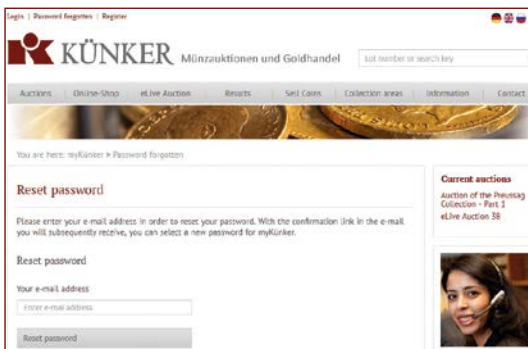 Login | Password forgotten | Register
KÜNKER Münzauktionen und Goldhandel
Lot number or search key
Auctions | Online-Shop | eLive Auction | Results | Sell Coins | Collection areas | Information | Contact
You are here: myKünker > Password forgotten
Reset password
Please enter your e-mail address in order to reset your password. With the confirmation link in the e-mail
you will subsequently receive, you can select a new password for myKünker.
Reset password
Your e-mail address
Enter e-mai address
Reset password
Current auctions
Auction of the Preussag
Collection - Part 1
eLive Auction 38